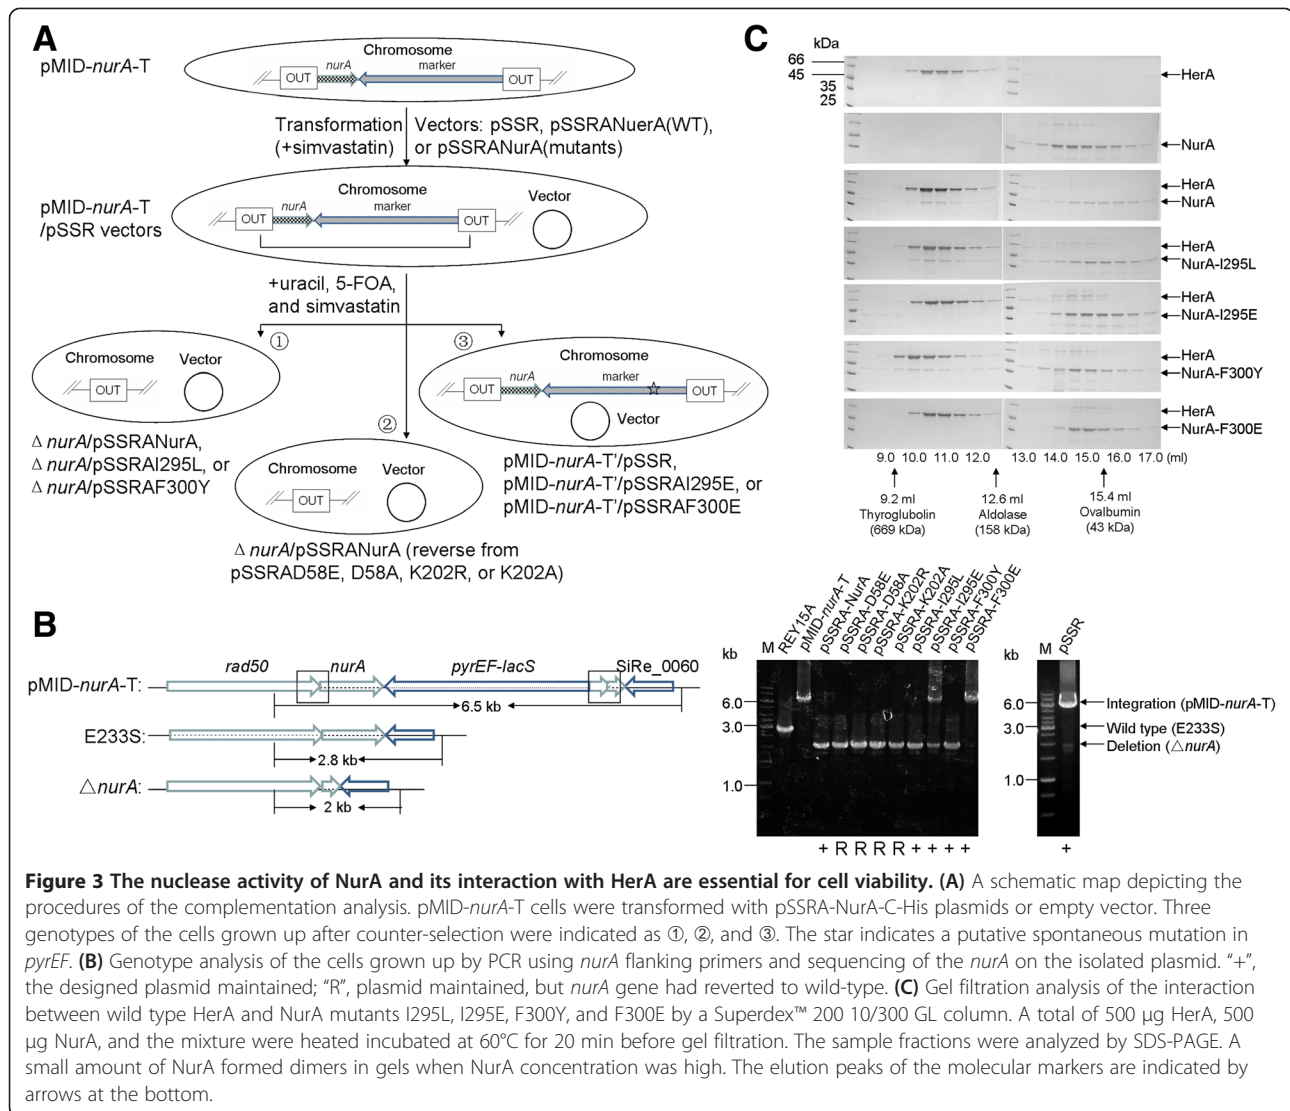 A
pMID-nurA-T
Chromosome
nurA
marker
OUT
OUT
Transformation
(+simvastatin)
Vectors: pSSR, pSSRANuerA(WT),
or pSSRANurA(mutants)
pMID-nurA-T
/pSSR vectors
Chromosome
nurA
marker
OUT
OUT
Vector
+uracil, 5-FOA,
and simvastatin
①
Chromosome
Vector
OUT
Δ nurA/pSSRANurA,
Δ nurA/pSSRAI295L, or
Δ nurA/pSSRAF300Y
②
Chromosome
Vector
OUT
Δ nurA/pSSRANurA (reverse from
pSSRAD58E, D58A, K202R, or K202A)
③
Chromosome
nurA
marker
OUT
OUT
Vector
pMID-nurA-T’/pSSR,
pMID-nurA-T’/pSSRAI295E, or
pMID-nurA-T’/pSSRAF300E
C
kDa
66
45
35
25
HerA
NurA
HerA
NurA
HerA
NurA-I295L
HerA
NurA-I295E
HerA
NurA-F300Y
HerA
NurA-F300E
9.0 10.0 11.0 12.0 13.0 14.0 15.0 16.0 17.0 (ml)
9.2 ml
Thyroglubolin
(669 kDa)
12.6 ml
Aldolase
(158 kDa)
15.4 ml
Ovalbumin
(43 kDa)
B
rad50 nurA pyrEF-lacS SiRe_0060
pMID-nurA-T:
6.5 kb
E233S:
2.8 kb
△nurA:
2 kb
kb
M
REY15A
pMID-nurA-T
pSSRA-NurA
pSSRA-D58E
pSSRA-D58A
pSSRA-K202R
pSSRA-K202A
pSSRA-I295L
pSSRA-I295E
pSSRA-F300Y
pSSRA-F300E
6.0
3.0
1.0
+ R R R R + + + +
kb
M
pSSR
6.0
3.0
1.0
Integration (pMID-nurA-T)
Wild type (E233S)
Deletion (△nurA)
+
Figure 3 The nuclease activity of NurA and its interaction with HerA are essential for cell viability. (A) A schematic map depicting the
procedures of the complementation analysis. pMID-nurA-T cells were transformed with pSSRA-NurA-C-His plasmids or empty vector. Three
genotypes of the cells grown up after counter-selection were indicated as ①, ②, and ③. The star indicates a putative spontaneous mutation in
pyrEF. (B) Genotype analysis of the cells grown up by PCR using nurA flanking primers and sequencing of the nurA on the isolated plasmid. “+”,
the designed plasmid maintained; “R”, plasmid maintained, but nurA gene had reverted to wild-type. (C) Gel filtration analysis of the interaction
between wild type HerA and NurA mutants I295L, I295E, F300Y, and F300E by a Superdex™ 200 10/300 GL column. A total of 500 μg HerA, 500
μg NurA, and the mixture were heated incubated at 60°C for 20 min before gel filtration. The sample fractions were analyzed by SDS-PAGE. A
small amount of NurA formed dimers in gels when NurA concentration was high. The elution peaks of the molecular markers are indicated by
arrows at the bottom.